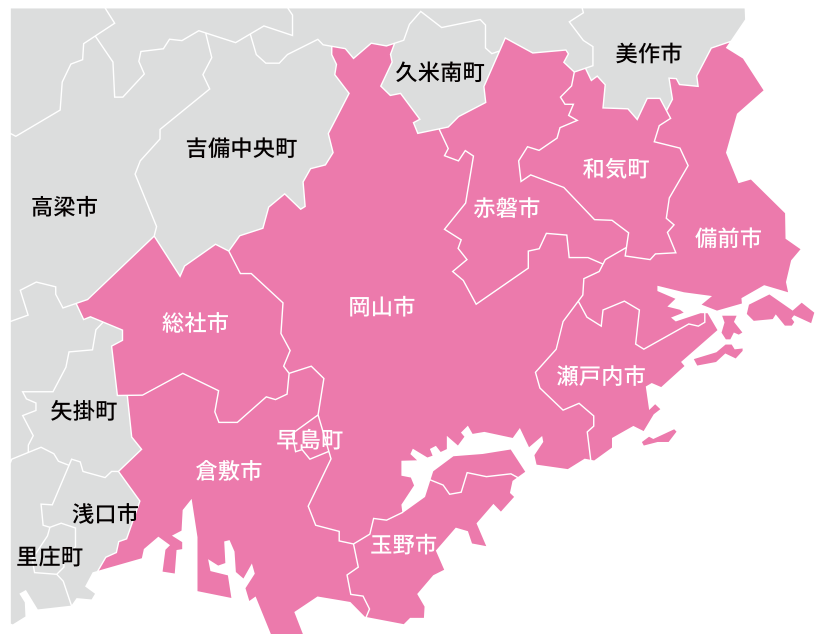 美作市
久米南町
吉備中央町
和気町
高梁市
赤磐市
備前市
岡山市
総社市
瀬戸内市
矢掛町
早島町
倉敷市
浅口市
玉野市
里庄町